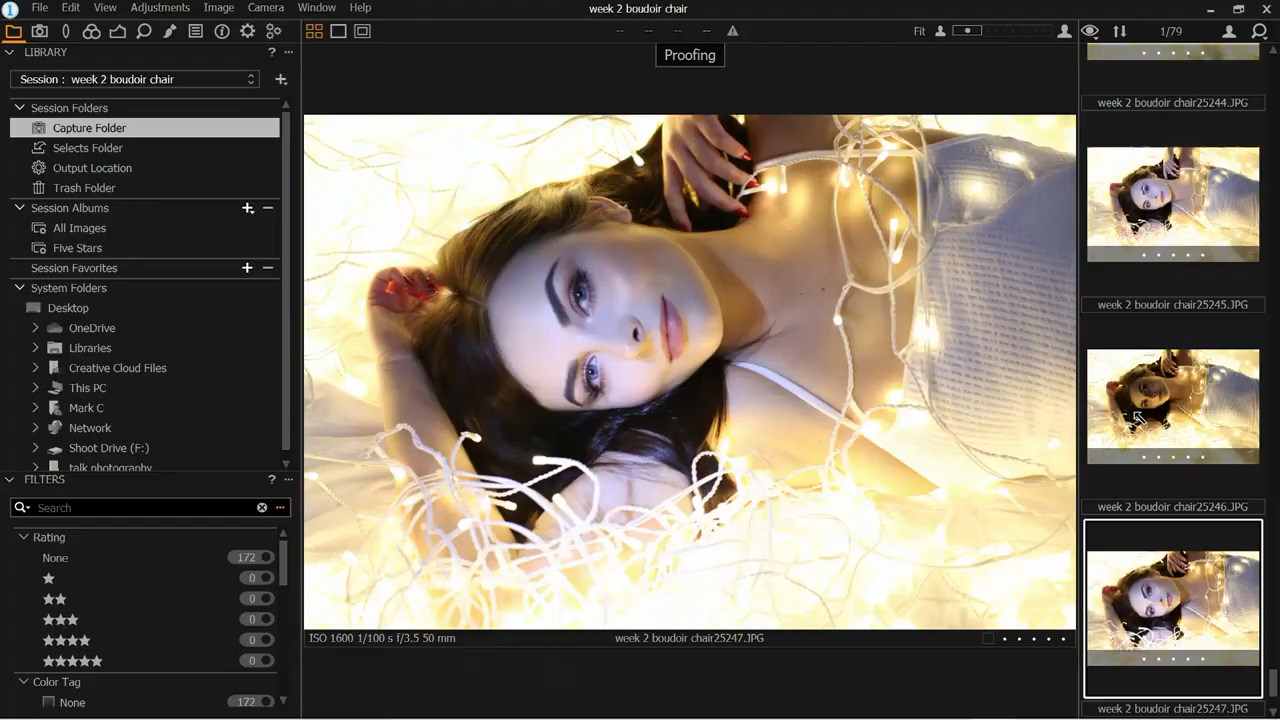 1 File Edit View Adjustments Image Camera Window Help week 2 boudoir chair
-- -- -- -- Fit 1/79
LIBRARY ? ...
Proofing
Session : week 2 boudoir chair
Session Folders
Capture Folder
Selects Folder
Output Location
Trash Folder
Session Albums
All Images
Five Stars
Session Favorites
System Folders
Desktop
OneDrive
Libraries
Creative Cloud Files
This PC
Mark C
Network
Shoot Drive (F:)
talk photography
FILTERS ? ...
Search
Rating
None 172
0
0
0
0
0
Color Tag
None 172
ISO 1600 1/100 s f/3.5 50 mm week 2 boudoir chair25247.JPG
week 2 boudoir chair25244.JPG
week 2 boudoir chair25245.JPG
week 2 boudoir chair25246.JPG
week 2 boudoir chair25247.JPG